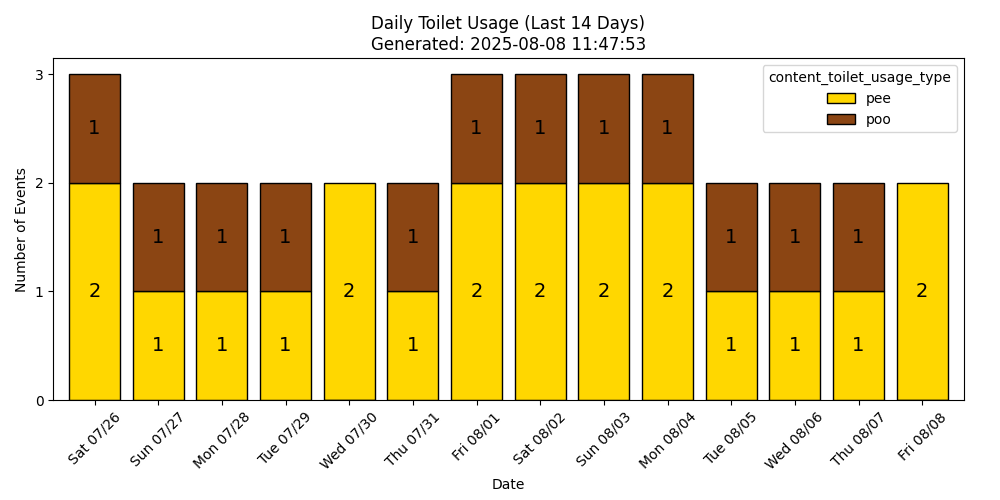 Daily Toilet Usage (Last 14 Days)
Generated: 2025-08-08 11:47:53
content_toilet_usage_type
pee
poo
Number of Events
3
2
1
0
1 1 1 1 1
1 1 1 1 1 1 1
2 2 2 2 2 2 2
1 1 1 1 1 1 1
Sat 07/26 Sun 07/27 Mon 07/28 Tue 07/29 Wed 07/30 Thu 07/31 Fri 08/01 Sat 08/02 Sun 08/03 Mon 08/04 Tue 08/05 Wed 08/06 Thu 08/07 Fri 08/08
Date